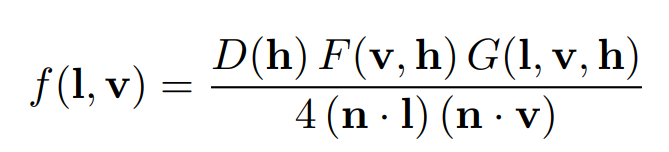 f(l, v) = D(h) F(v, h) G(l, v, h) / 4 (n · l) (n · v)